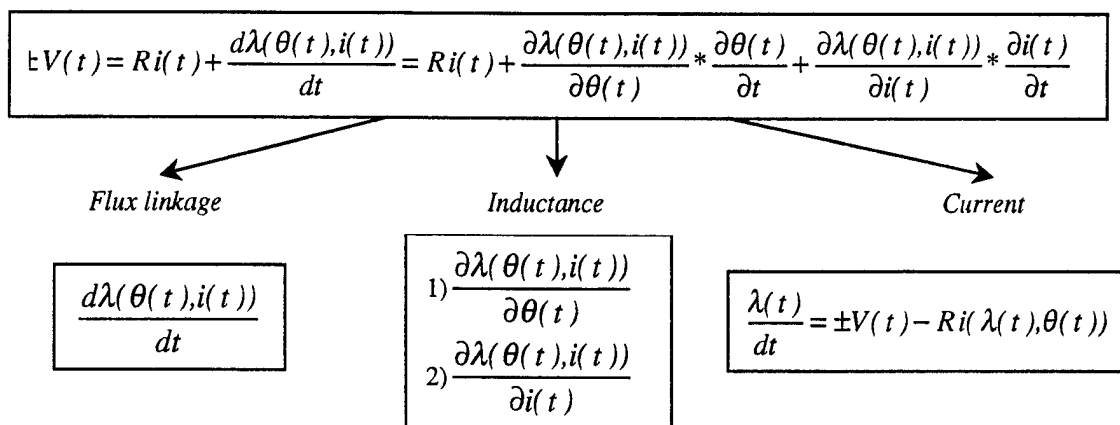 ±V(t) = Ri(t) + dλ(θ(t),i(t))/dt = Ri(t) + ∂λ(θ(t),i(t))/∂θ(t) * ∂θ(t)/∂t + ∂λ(θ(t),i(t))/∂i(t) * ∂i(t)/∂t
Flux linkage
Inductance
Current
dλ(θ(t),i(t))/dt
1) ∂λ(θ(t),i(t))/∂θ(t)
2) ∂λ(θ(t),i(t))/∂i(t)
λ(t)/dt = ±V(t) − Ri(λ(t),θ(t))